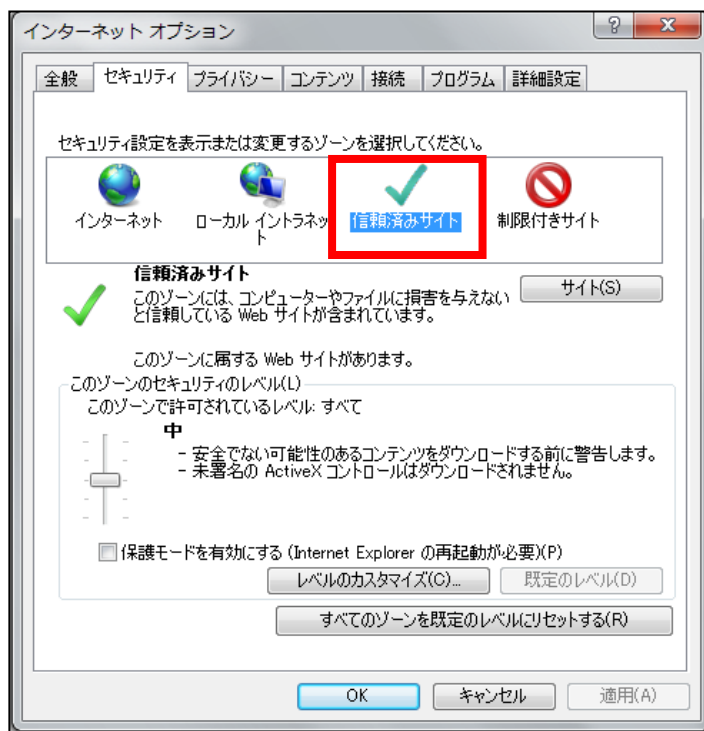 インターネット オプション
全般 セキュリティ プライバシー コンテンツ 接続 プログラム 詳細設定
セキュリティ設定を表示または変更するゾーンを選択してください。
インターネット ローカル イントラネッ 信頼済みサイト 制限付きサイト
ト
信頼済みサイト
このゾーンには、コンピューターやファイルに損害を与えない サイト(S)
と信頼している Web サイトが含まれています。
このゾーンに属する Web サイトがあります。
このゾーンのセキュリティのレベル(L)
このゾーンで許可されているレベル: すべて
中
- 安全でない可能性のあるコンテンツをダウンロードする前に警告します。
- 未署名の ActiveX コントロールはダウンロードされません。
保護モードを有効にする (Internet Explorer の再起動が必要)(P)
レベルのカスタマイズ(C)... 既定のレベル(D)
すべてのゾーンを既定のレベルにリセットする(R)
OK キャンセル 適用(A)